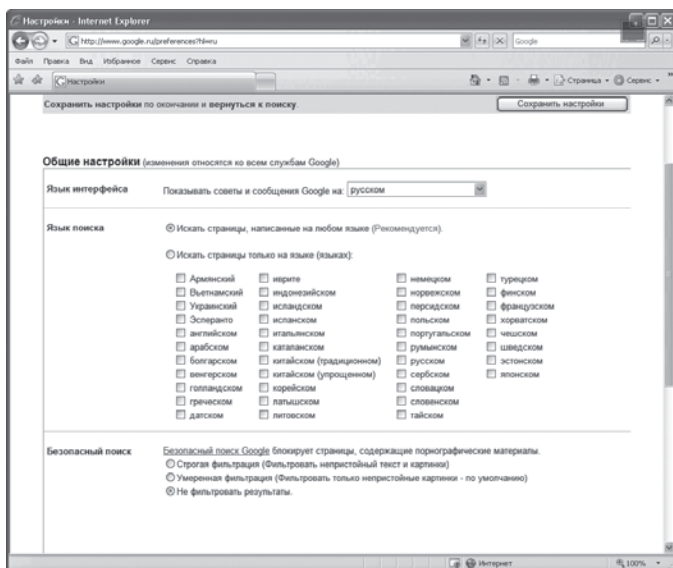 Настройки - Internet Explorer
http://www.google.ru/preferences?hl=ru
Google
Файл Правка Вид Избранное Сервис Справка
Настройки
Страница Сервис
Сохранить настройки по окончании и вернуться к поиску. Сохранить настройки
Общие настройки (изменения относятся ко всем службам Google)
Язык интерфейса Показывать советы и сообщения Google на: русском
Язык поиска Искать страницы, написанные на любом языке (Рекомендуется).
Искать страницы только на языке (языках):
Армянский иврите немецком турецком
Вьетнамский индонезийском норвежском финском
Украинский исландском персидском французском
Эсперанто испанском польском хорватском
английском итальянском португальском чешском
арабском каталанском румынском шведском
болгарском китайском (традиционном) русском эстонском
венгерском китайском (упрощенном) сербском японском
голландском корейском словацком
греческом латышском словенском
датском литовском тайском
Безопасный поиск Безопасный поиск Google блокирует страницы, содержащие порнографические материалы.
Строгая фильтрация (Фильтровать непристойный текст и картинки)
Умеренная фильтрация (Фильтровать только непристойные картинки - по умолчанию)
Не фильтровать результаты.
Интернет 100%